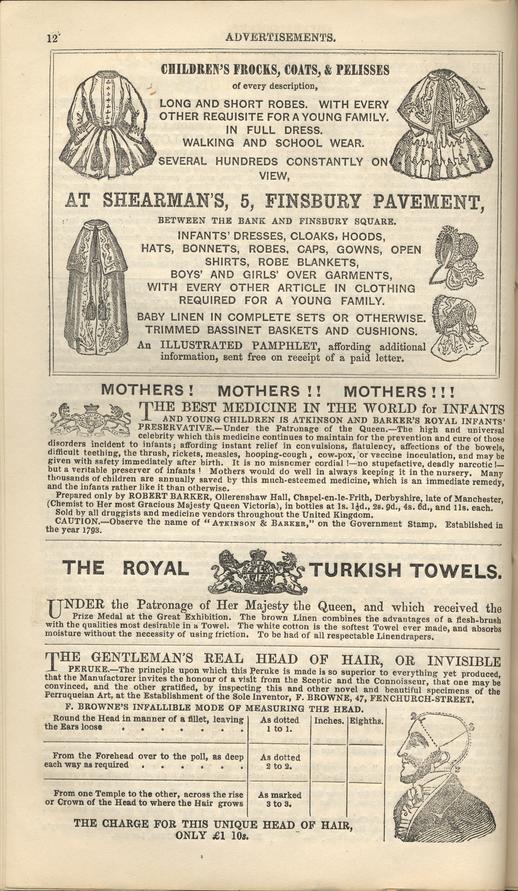 12
ADVERTISEMENTS.
CHILDREN'S FROCKS, COATS, & PELISSES
of every description,
LONG AND SHORT ROBES. WITH EVERY
OTHER REQUISITE FOR A YOUNG FAMILY.
IN FULL DRESS.
WALKING AND SCHOOL WEAR.
SEVERAL HUNDREDS CONSTANTLY ON
VIEW,
AT SHEARMAN'S, 5, FINSBURY PAVEMENT,
BETWEEN THE BANK AND FINSBURY SQUARE.
INFANTS' DRESSES, CLOAKS, HOODS,
HATS, BONNETS, ROBES, CAPS, GOWNS, OPEN
SHIRTS, ROBE BLANKETS,
BOYS' AND GIRLS' OVER GARMENTS,
WITH EVERY OTHER ARTICLE IN CLOTHING
REQUIRED FOR A YOUNG FAMILY.
BABY LINEN IN COMPLETE SETS OR OTHERWISE.
TRIMMED BASSINET BASKETS AND CUSHIONS.
An ILLUSTRATED PAMPHLET, affording additional
information, sent free on receipt of a paid letter.
MOTHERS! MOTHERS!! MOTHERS!!!
THE BEST MEDICINE IN THE WORLD for INFANTS
AND YOUNG CHILDREN IS ATKINSON AND BARKER'S ROYAL INFANTS'
PRESERVATIVE.—Under the Patronage of the Queen.—The high and universal
celebrity which this medicine continues to maintain for the prevention and cure of those
disorders incident to infants; affording instant relief in convulsions, flatulency, affections of the bowels,
difficult teething, the thrush, rickets, measles, hooping-cough, cow-pox, or vaccine inoculation, and may be
given with safety immediately after birth. It is no misnomer cordial!—no stupefactive, deadly narcotic!—
but a veritable preserver of infants! Mothers would do well in always keeping it in the nursery. Many
thousands of children are annually saved by this much-esteemed medicine, which is an immediate remedy,
and the infants rather like it than otherwise.
Prepared only by ROBERT BARKER, Ollerenshaw Hall, Chapel-en-le-Frith, Derbyshire, late of Manchester,
(Chemist to Her most Gracious Majesty Queen Victoria), in bottles at 1s. 1½d., 2s. 9d., 4s. 6d., and 11s. each.
Sold by all druggists and medicine vendors throughout the United Kingdom.
CAUTION.—Observe the name of "ATKINSON & BARKER," on the Government Stamp. Established in
the year 1793.
THE ROYAL TURKISH TOWELS.
UNDER the Patronage of Her Majesty the Queen, and which received the
Prize Medal at the Great Exhibition. The brown Linen combines the advantages of a flesh-brush
with the qualities most desirable in a Towel. The white cotton is the softest Towel ever made, and absorbs
moisture without the necessity of using friction. To be had of all respectable Linendrapers.
THE GENTLEMAN'S REAL HEAD OF HAIR, OR INVISIBLE
PERUKE.—The principle upon which this Peruke is made is so superior to everything yet produced,
that the Manufacturer invites the honour of a visit from the Sceptic and the Connoisseur, that one may be
convinced, and the other gratified, by inspecting this and other novel and beautiful specimens of the
Perruqueian Art, at the Establishment of the Sole Inventor, F. BROWNE, 47, FENCHURCH-STREET.
F. BROWNE'S INFALLIBLE MODE OF MEASURING THE HEAD.
Round the Head in manner of a fillet, leaving As dotted Inches. Eighths.
the Ears loose . . . . . . 1 to 1.
From the Forehead over to the poll, as deep As dotted
each way as required . . . . . 2 to 2.
From one Temple to the other, across the rise As marked
or Crown of the Head to where the Hair grows 3 to 3.
THE CHARGE FOR THIS UNIQUE HEAD OF HAIR,
ONLY £1 10s.